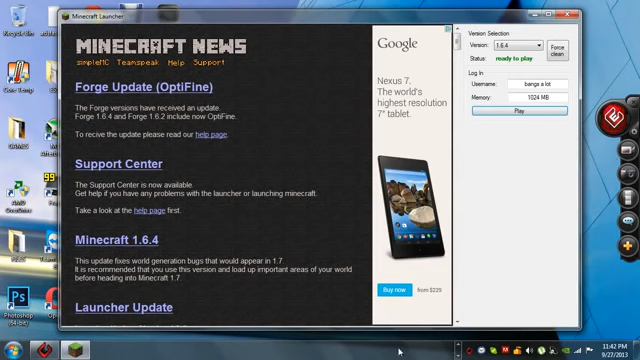 Minecraft Launcher
Recycle Bin
Core Temp
GAMES
Photoshop
(64-bit)
MINECRAFT NEWS
simpleMC Teamspeak Help Support
Forge Update (OptiFine)
The Forge versions have received an update.
Forge 1.6.4 and Forge 1.6.2 include now OptiFine.
To recive the update please read our help page.
Support Center
The Support Center is now available.
Get help if you have any problems with the launcher or launching minecraft.
Take a look at the help page first.
Minecraft 1.6.4
This update fixes world generation bugs that would appear in 1.7.
It is recommended that you use this version and load up important areas of your
world before heading into Minecraft 1.7.
Launcher Update
Google
Nexus 7.
The world's
highest resolution
7" tablet.
Buy now
from $229
Version Selection
Version: 1.6.4
Force
clean
Status: ready to play
Log In
Username: bangs a lot
Memory: 1024 MB
Play
11:42 PM
9/27/2013